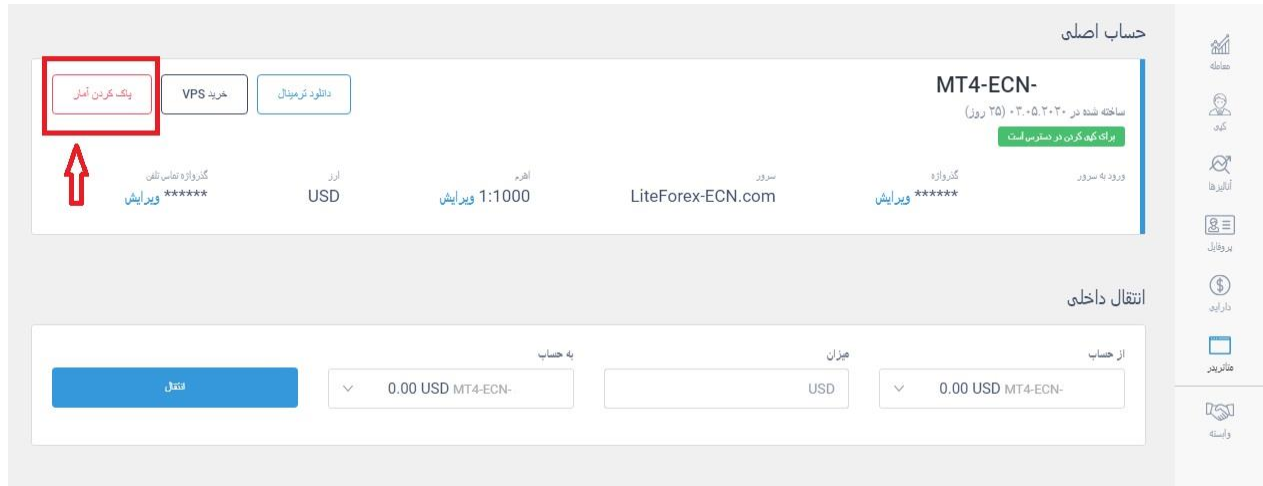 حساب اصلی
MT4-ECN-
ساخته شده در ۰۳.۰۵.۲۰۳۰ (۲۵ روز)
برای کپی کردن در دسترس است
دانلود ترمینال
خرید VPS
پاک کردن آمار
ورود به سرور
گذرواژه
****** ویرایش
سرور
LiteForex-ECN.com
اهرم
1:1000 ویرایش
ارز
USD
گذرواژه تماس تلفن
****** ویرایش
انتقال داخلی
از حساب
0.00 USD MT4-ECN-
میزان
USD
به حساب
0.00 USD MT4-ECN-
انتقال
معامله
کپی
آنالیز ها
پروفایل
دارایی
متاتریدر
وابسته